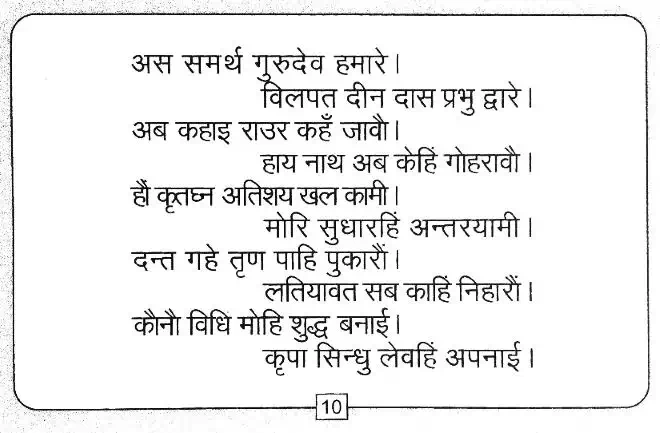 अस समर्थ गुरुदेव हमारे।
विलपत दीन दास प्रभु द्वारे।
अब कहाइ राउर कहँ जावौं।
हाय नाथ अब केहिं गोहरावौं।
हौं कृतघ्न अतिशय खल कामी।
मोरि सुधारहिं अन्तरयामी।
दन्त गहे तृण पाहि पुकारौं।
लतियावत सब काहिं निहारौं।
कौनौ विधि मोहि शुद्ध बनाई।
कृपा सिन्धु लेवहिं अपनाई।
10